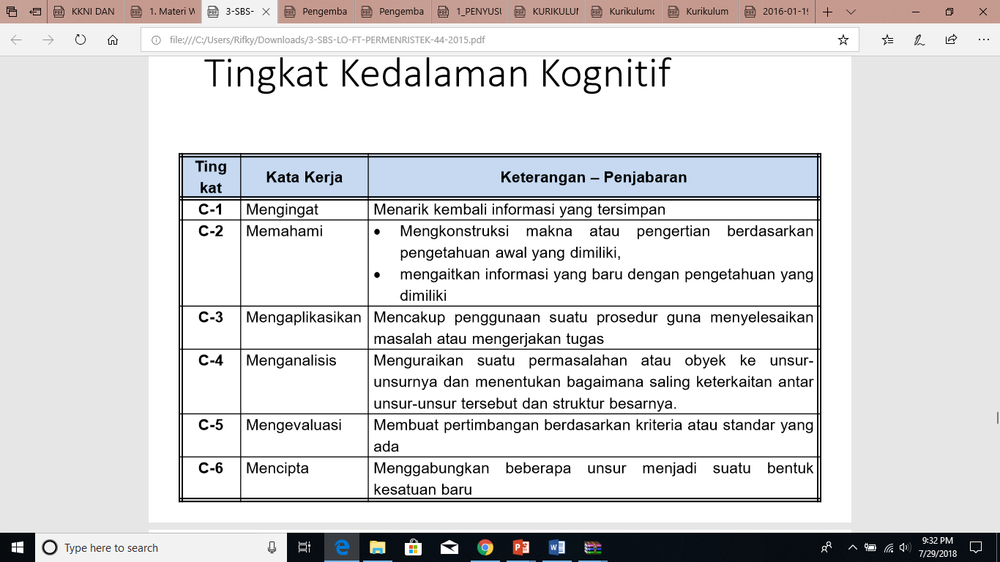 KKNI DAN
1. Materi W
3-SBS-
Pengemba
Pengemba
1_PENYUSU
KURIKULUM
Kurikulum
Kurikulum
2016-01-19
file:///C:/Users/Rifky/Downloads/3-SBS-LO-FT-PERMENRISTEK-44-2015.pdf
Tingkat Kedalaman Kognitif
Ting
kat
Kata Kerja
Keterangan – Penjabaran
C-1
Mengingat
Menarik kembali informasi yang tersimpan
C-2
Memahami
• Mengkonstruksi makna atau pengertian berdasarkan
pengetahuan awal yang dimiliki,
• mengaitkan informasi yang baru dengan pengetahuan yang
dimiliki
C-3
Mengaplikasikan
Mencakup penggunaan suatu prosedur guna menyelesaikan
masalah atau mengerjakan tugas
C-4
Menganalisis
Menguraikan suatu permasalahan atau obyek ke unsur-
unsurnya dan menentukan bagaimana saling keterkaitan antar
unsur-unsur tersebut dan struktur besarnya.
C-5
Mengevaluasi
Membuat pertimbangan berdasarkan kriteria atau standar yang
ada
C-6
Mencipta
Menggabungkan beberapa unsur menjadi suatu bentuk
kesatuan baru
Type here to search
9:32 PM
7/29/2018